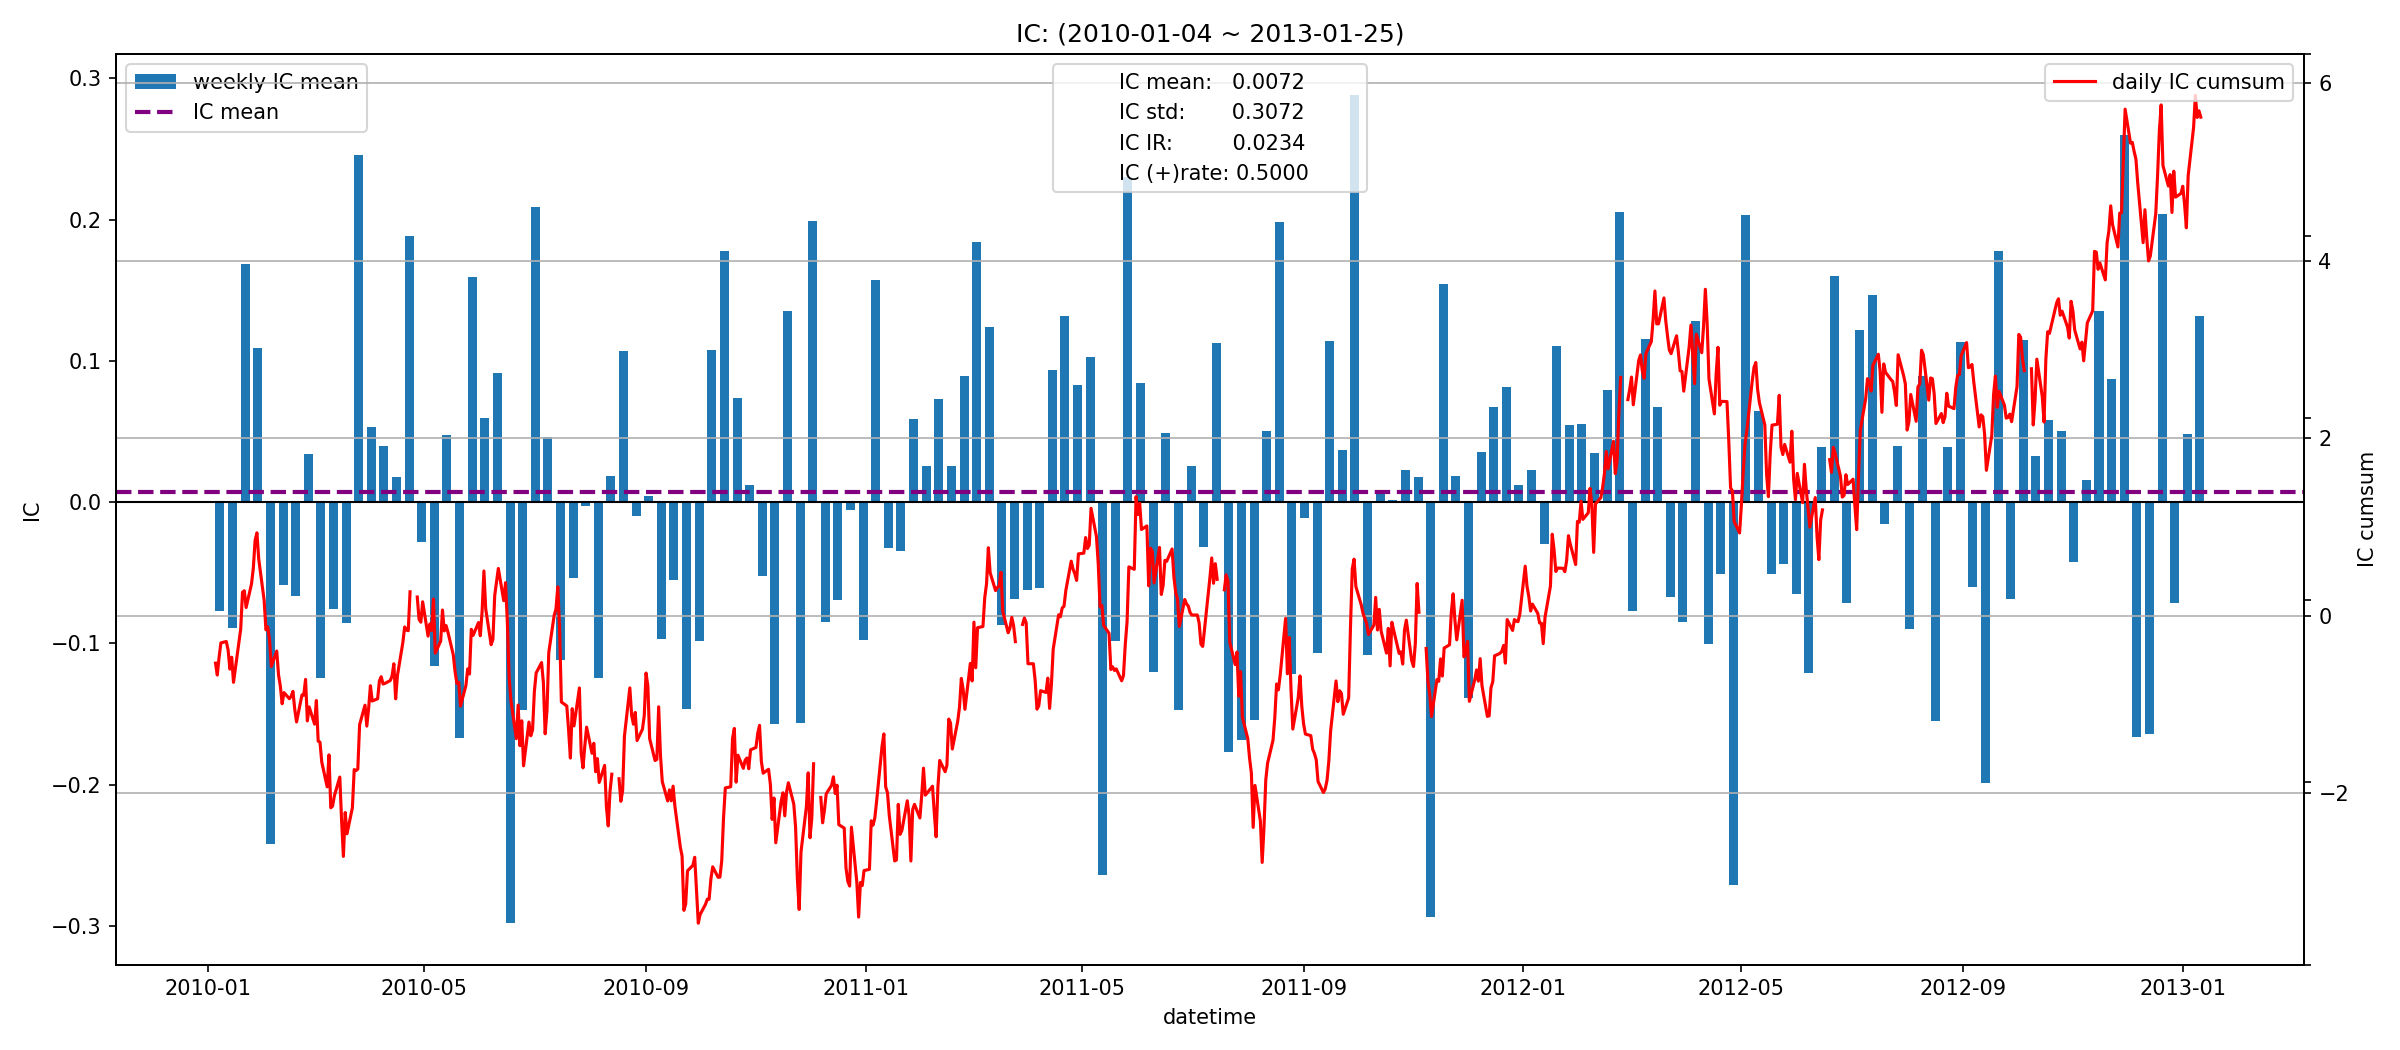 IC: (2010-01-04 ~ 2013-01-25)
weekly IC mean
IC mean
IC mean: 0.0072
IC std: 0.3072
IC IR: 0.0234
IC (+)rate: 0.5000
daily IC cumsum
0.3
0.2
0.1
0.0
−0.1
−0.2
−0.3
IC
6
4
2
0
−2
IC cumsum
2010-01 2010-05 2010-09 2011-01 2011-05 2011-09 2012-01 2012-05 2012-09 2013-01
datetime